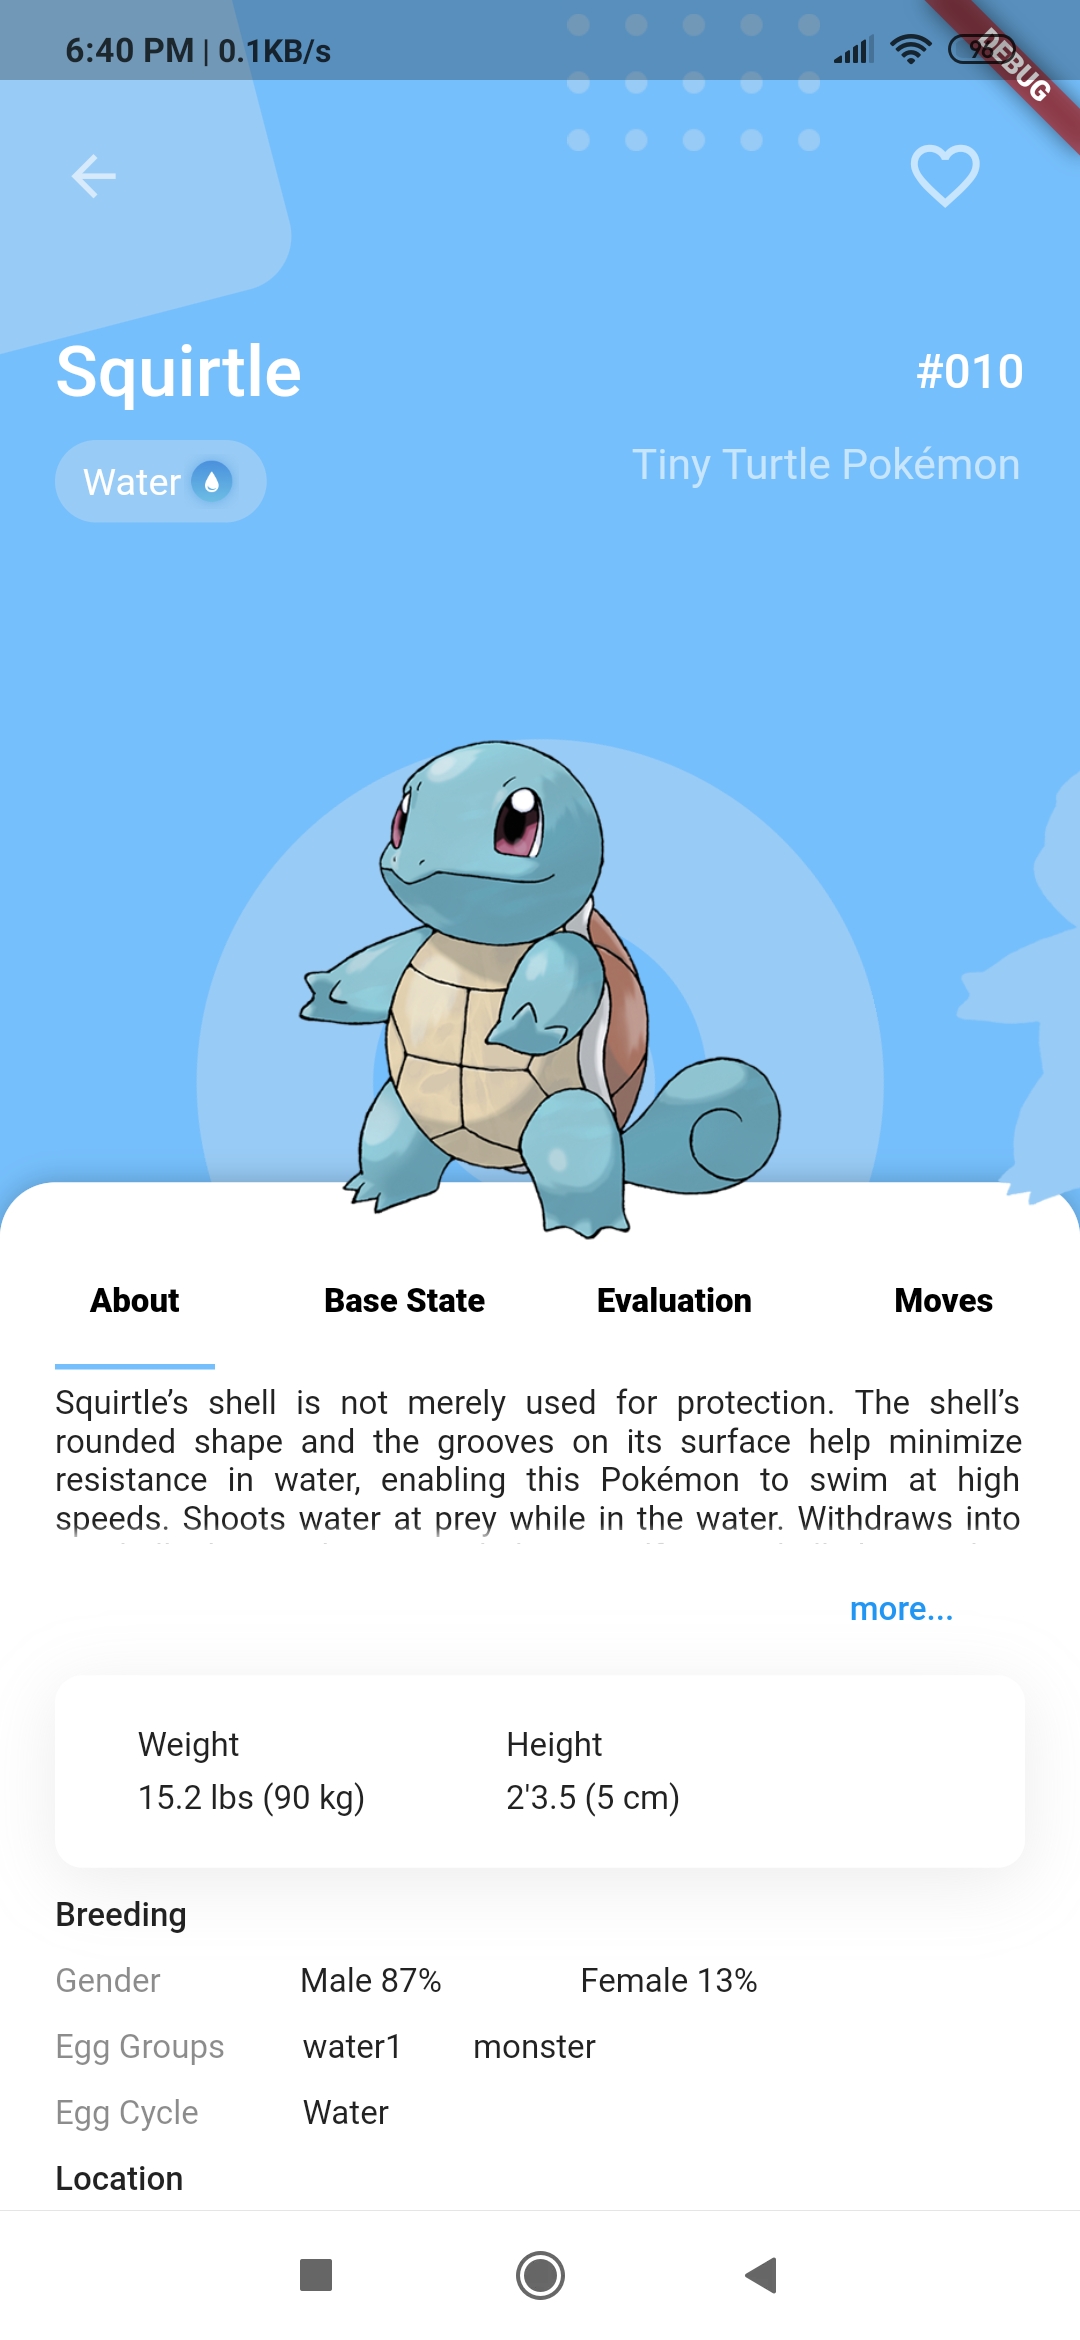 6:40 PM | 0.1KB/s
DEBUG
Squirtle
#010
Water
Tiny Turtle Pokémon
About
Base State
Evaluation
Moves
Squirtle’s shell is not merely used for protection. The shell’s
rounded shape and the grooves on its surface help minimize
resistance in water, enabling this Pokémon to swim at high
speeds. Shoots water at prey while in the water. Withdraws into
more...
Weight
Height
15.2 lbs (90 kg)
2'3.5 (5 cm)
Breeding
Gender Male 87% Female 13%
Egg Groups water1 monster
Egg Cycle Water
Location